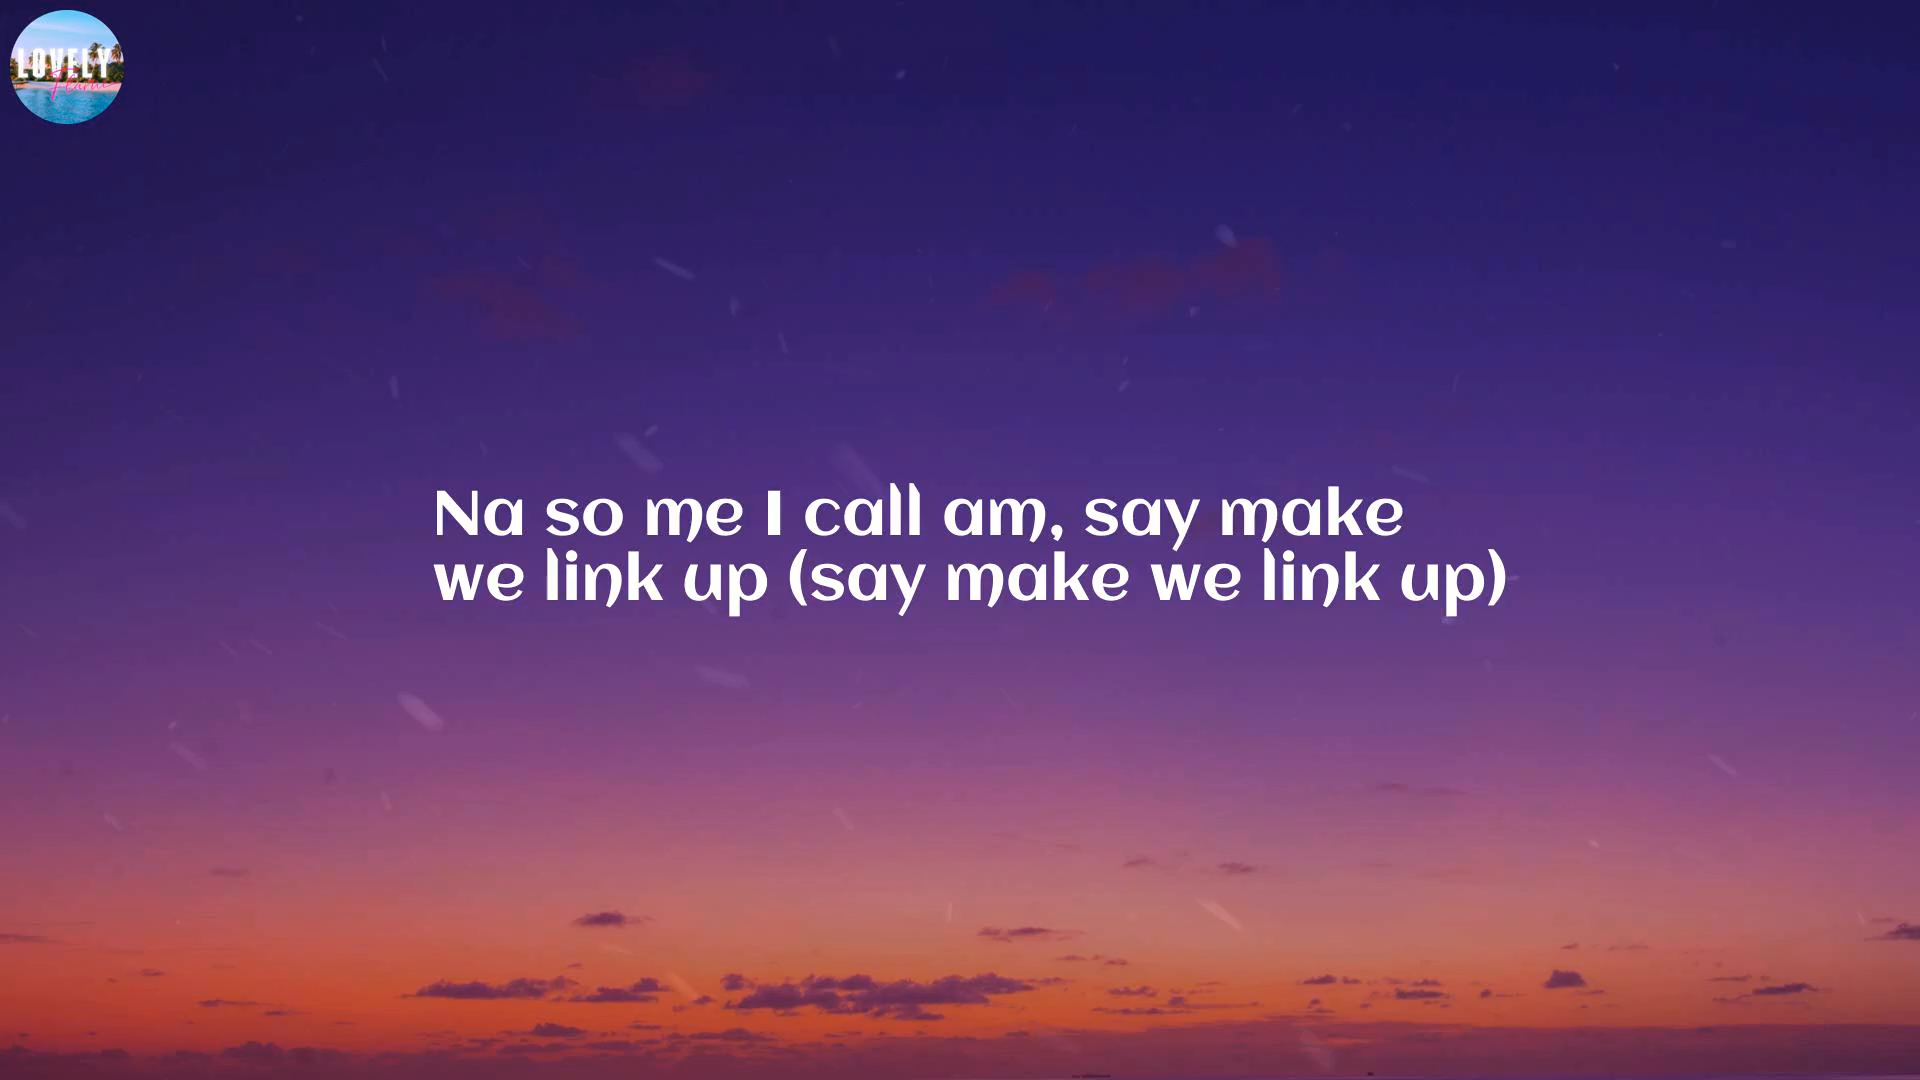 LOVELY
Na so me I call am, say make
we link up (say make we link up)